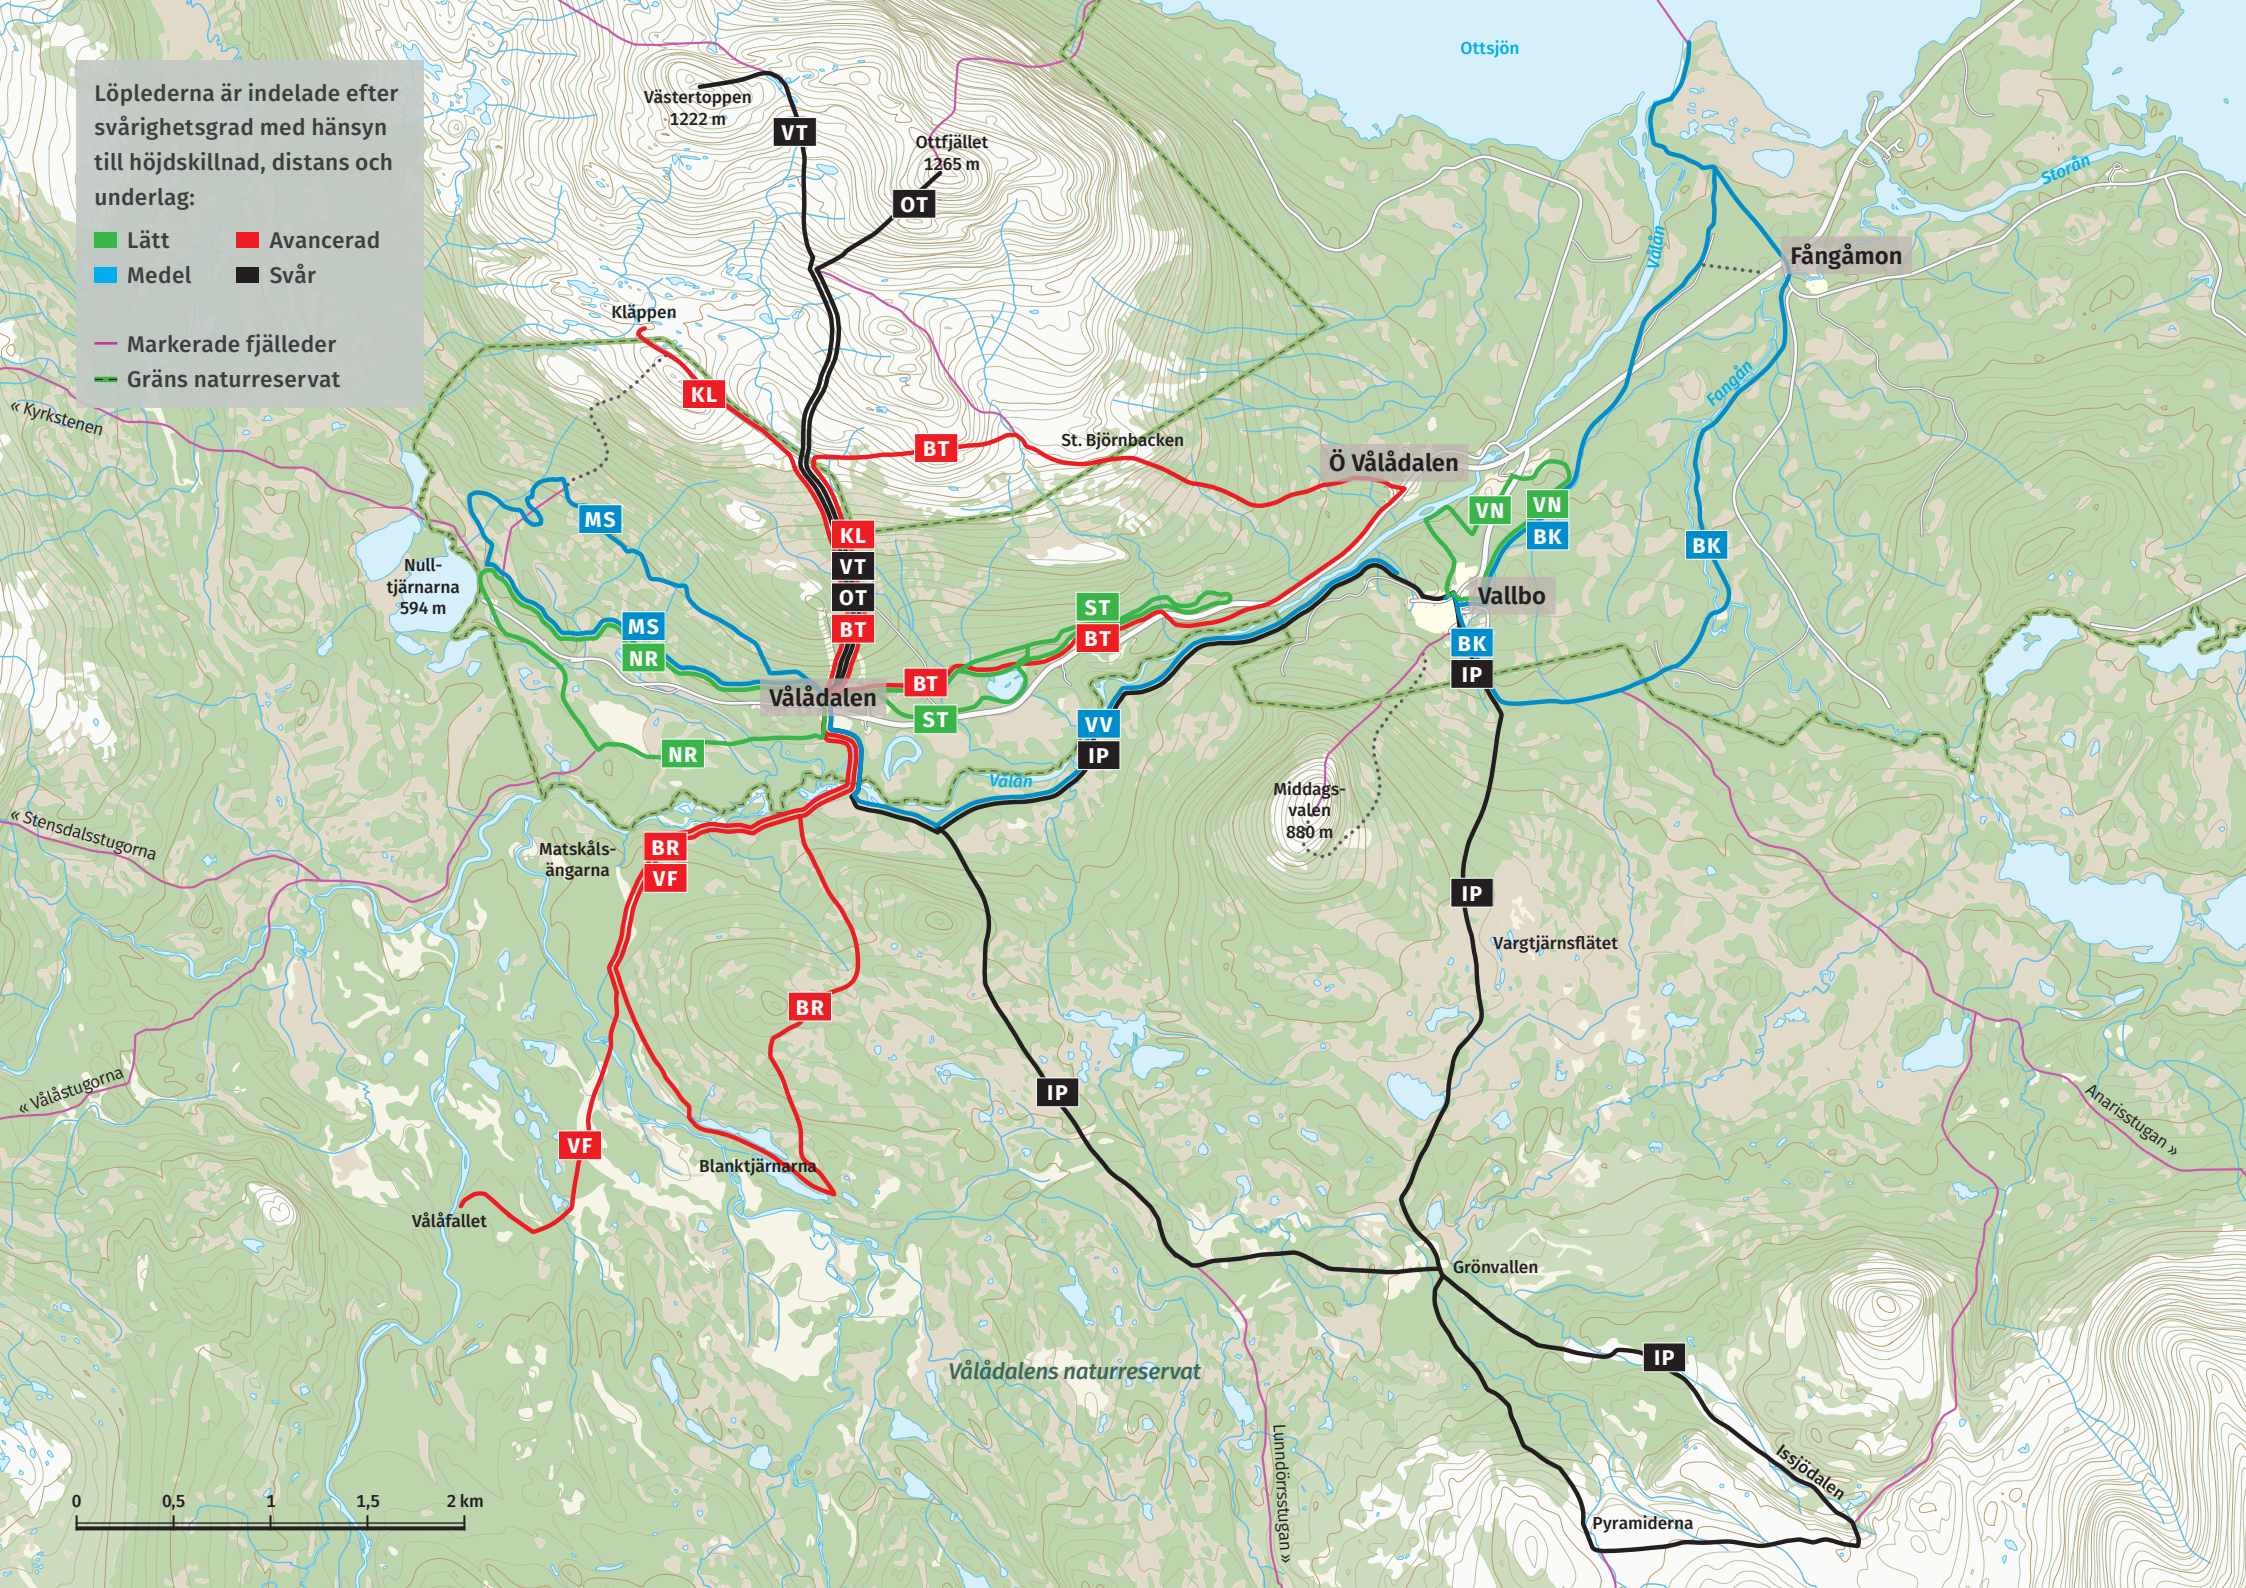 Löplederna är indelade efter
svårighetsgrad med hänsyn
till höjdskillnad, distans och
underlag:
Lätt
Avancerad
Medel
Svår
Markerade fjälleder
Gräns naturreservat
Ottsjön
Västertoppen
1222 m
VT
Ottfjället
1265 m
OT
Storån
Vålån
Fångåmon
Kläppen
KL
Fangån
« Kyrkstenen
BT
St. Björnbacken
Ö Vålådalen
VN
VN
BK
MS
KL
VT
OT
BT
BK
Null-
tjärnarna
594 m
MS
NR
ST
BT
Vallbo
BK
IP
BT
Vålådalen
ST
NR
VV
IP
Vålån
Middags-
valen
880 m
« Stensdalsstugorna
Matskåls-
ängarna
BR
VF
IP
Vargtjärnsflätet
BR
« Vålåstugorna
IP
Anarisstugan »
VF
Blanktjärnarna
Vålåfallet
Grönvallen
IP
Vålådalens naturreservat
Lunndörrsstugan »
Issjödalen
Pyramiderna
0 0,5 1 1,5 2 km